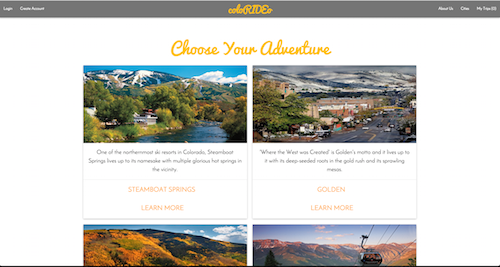 Login Create Account coloRIDEo About Us Cities My Trips (0)
Choose Your Adventure
One of the northernmost ski resorts in Colorado, Steamboat
Springs lives up to its namesake with multiple glorious hot springs in
the vicinity.
STEAMBOAT SPRINGS
LEARN MORE
'Where the West was Created' is Golden's motto and it lives up to
it with its deep seeded roots in the gold rush and its sprawling
mesas.
GOLDEN
LEARN MORE